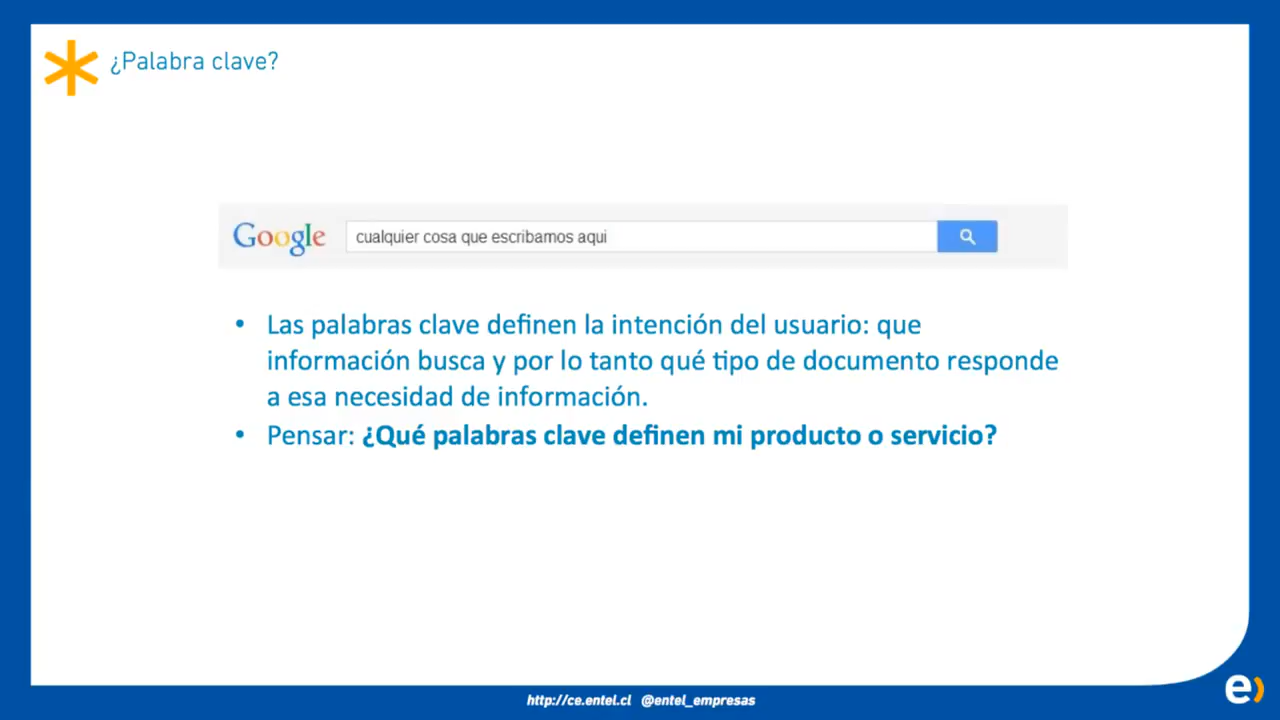 ¿Palabra clave?
Google
cualquier cosa que escribamos aqui
• Las palabras clave definen la intención del usuario: que
información busca y por lo tanto qué tipo de documento responde
a esa necesidad de información.
• Pensar: ¿Qué palabras clave definen mi producto o servicio?
http://ce.entel.cl @entel_empresas
e)